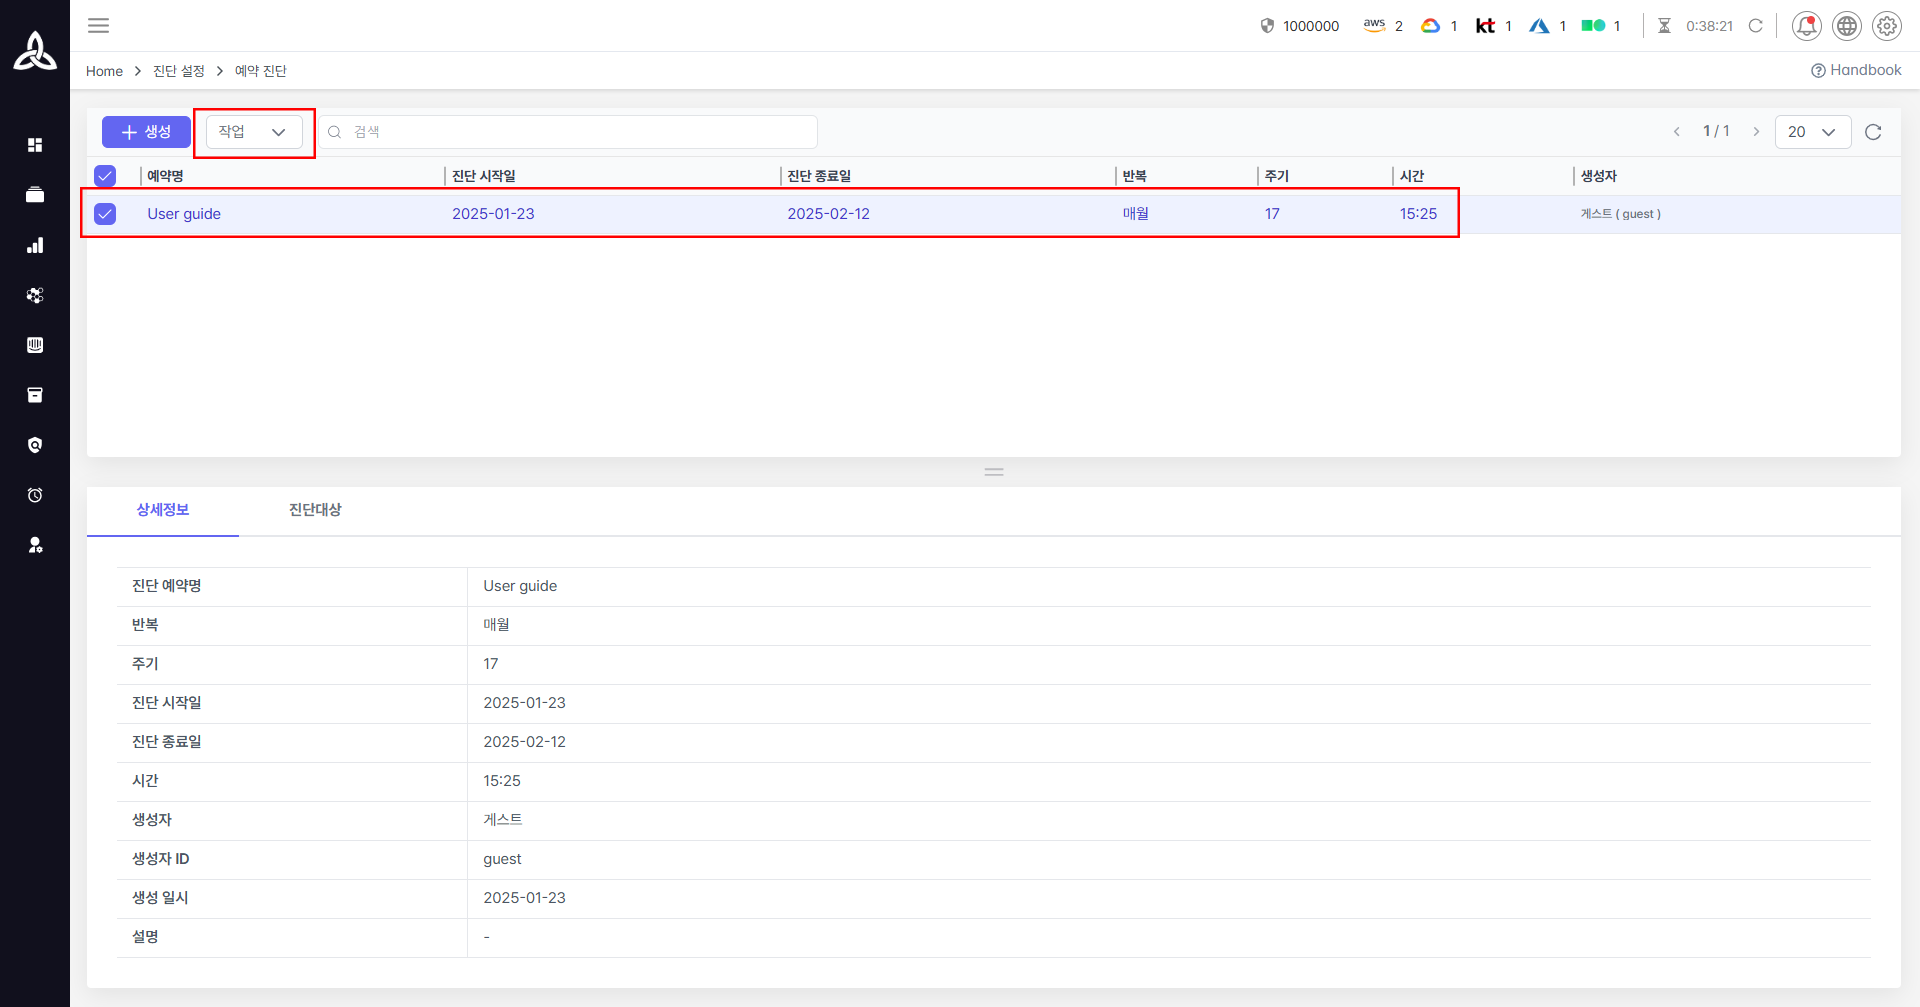 1000000 aws 2 1 kt 1 1 1 0:38:21
Home > 진단 설정 > 예약 진단 Handbook
+ 생성 작업 검색 < 1 / 1 > 20
예약명 진단 시작일 진단 종료일 반복 주기 시간 생성자
User guide 2025-01-23 2025-02-12 매월 17 15:25 게스트 ( guest )
상세정보 진단대상
진단 예약명 User guide
반복 매월
주기 17
진단 시작일 2025-01-23
진단 종료일 2025-02-12
시간 15:25
생성자 게스트
생성자 ID guest
생성 일시 2025-01-23
설명 -